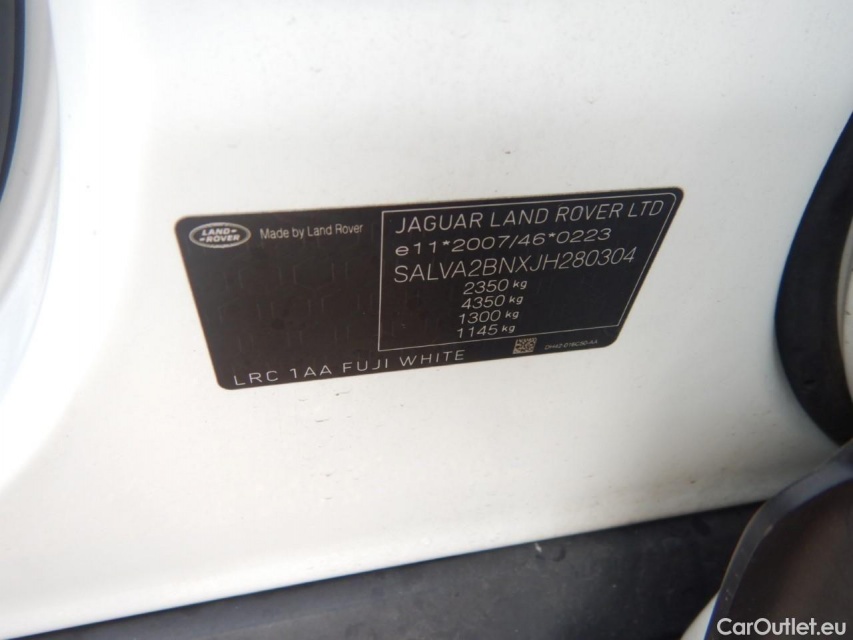 LAND-
-ROVER
Made by Land Rover
JAGUAR LAND ROVER LTD
e11*2007/46*0223
SALVA2BNXJH280304
2350 kg
4350 kg
1300 kg
1145 kg
LRC 1AA FUJI WHITE
CarOutlet.eu